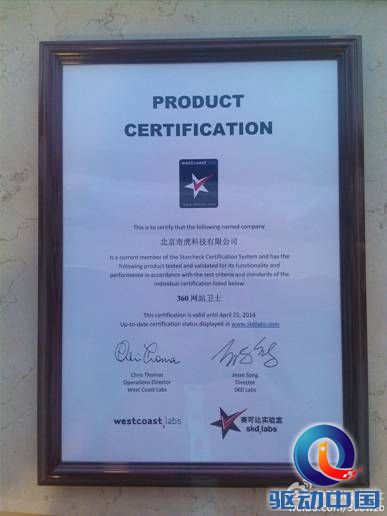 PRODUCT
CERTIFICATION
westcoast labs
This is to certify that the following named company
北京奇虎科技有限公司
Is a current member of the Starcheck Certification System and has the
following product tested and validated for its functionality and
performance in accordance with the test criteria and standards of the
individual certification listed below
360 网站卫士
This certification is valid until April 25, 2014
Up-to-date certification status displayed at www.skdlabs.com
Chris Thomas
Operations Director
West Coast Labs
Jesse Song
Director
SKD Labs
westcoast labs
赛可达实验室
skd labs
驱动中国